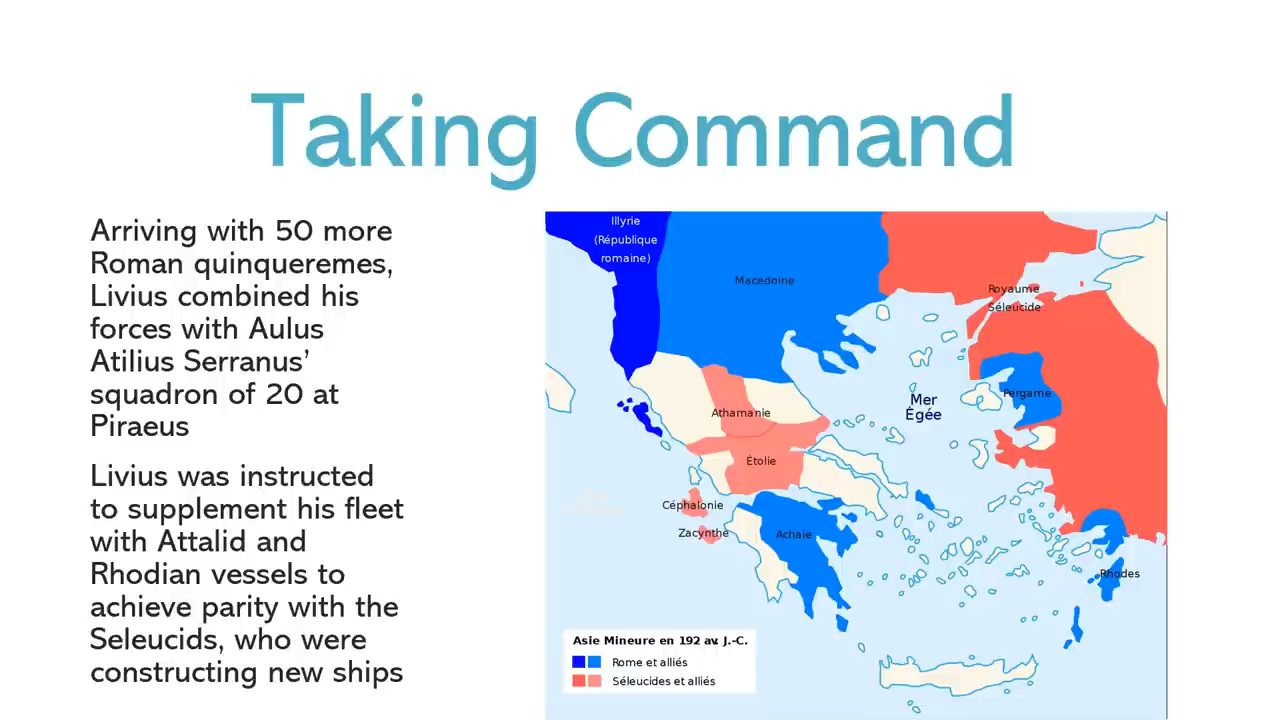 Taking Command
Arriving with 50 more
Roman quinqueremes,
Livius combined his
forces with Aulus
Atilius Serranus’
squadron of 20 at
Piraeus
Livius was instructed
to supplement his fleet
with Attalid and
Rhodian vessels to
achieve parity with the
Seleucids, who were
constructing new ships
Illyrie
(République
romaine)
Macédoine
Royaume
Séleucide
Pergame
Mer
Égée
Athamanie
Étolie
Céphalonie
Zacynthe
Achaïe
Rhodes
Asie Mineure en 192 av. J.-C.
Rome et alliés
Séleucides et alliés